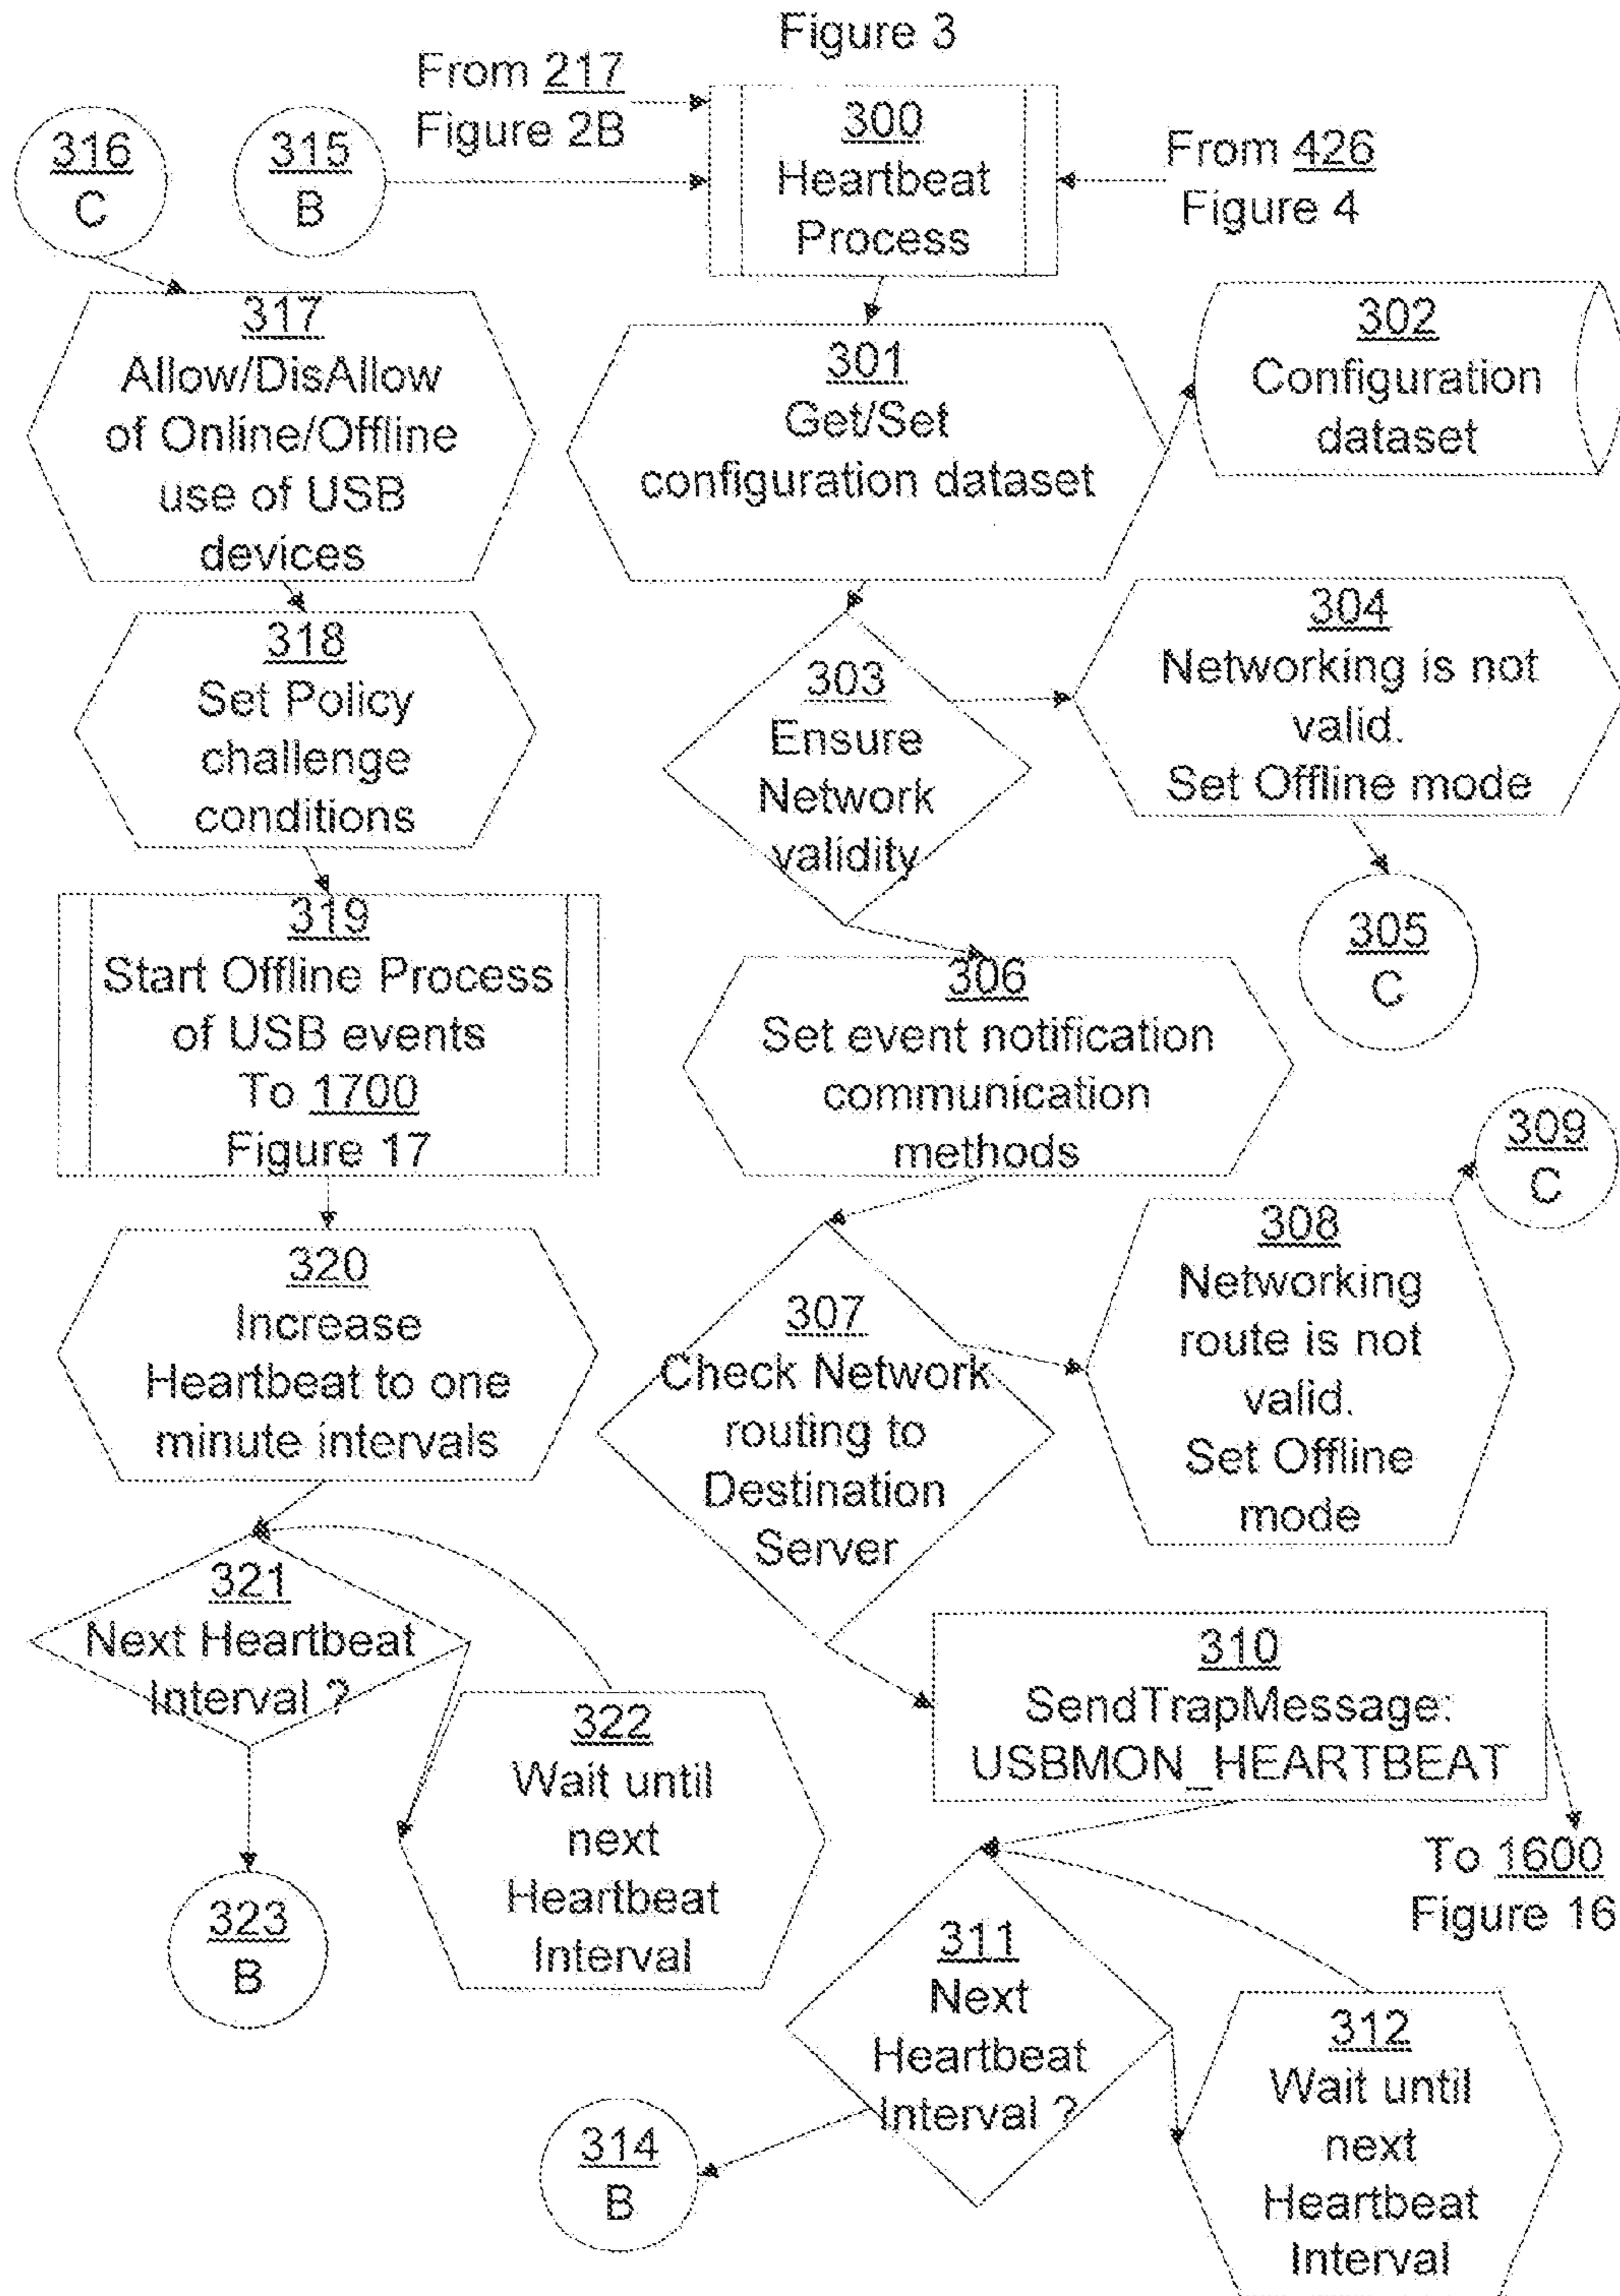 Figure 3
From 217
Figure 2B
316
C
315
B
300
Heartbeat
Process
From 426
Figure 4
317
Allow/DisAllow
of Online/Offline
use of USB
devices
301
Get/Set
configuration dataset
302
Configuration
dataset
318
Set Policy
challenge
conditions
303
Ensure
Network
validity
304
Networking is not
valid.
Set Offline mode
305
C
319
Start Offline Process
of USB events
To 1700
Figure 17
306
Set event notification
communication
methods
309
C
320
Increase
Heartbeat to one
minute intervals
307
Check Network
routing to
Destination
Server
308
Networking
route is not
valid.
Set Offline
mode
321
Next Heartbeat
Interval ?
322
Wait until
next
Heartbeat
Interval
310
SendTrapMessage:
USBMON_HEARTBEAT
To 1600
Figure 16
323
B
311
Next
Heartbeat
Interval ?
312
Wait until
next
Heartbeat
Interval
314
B